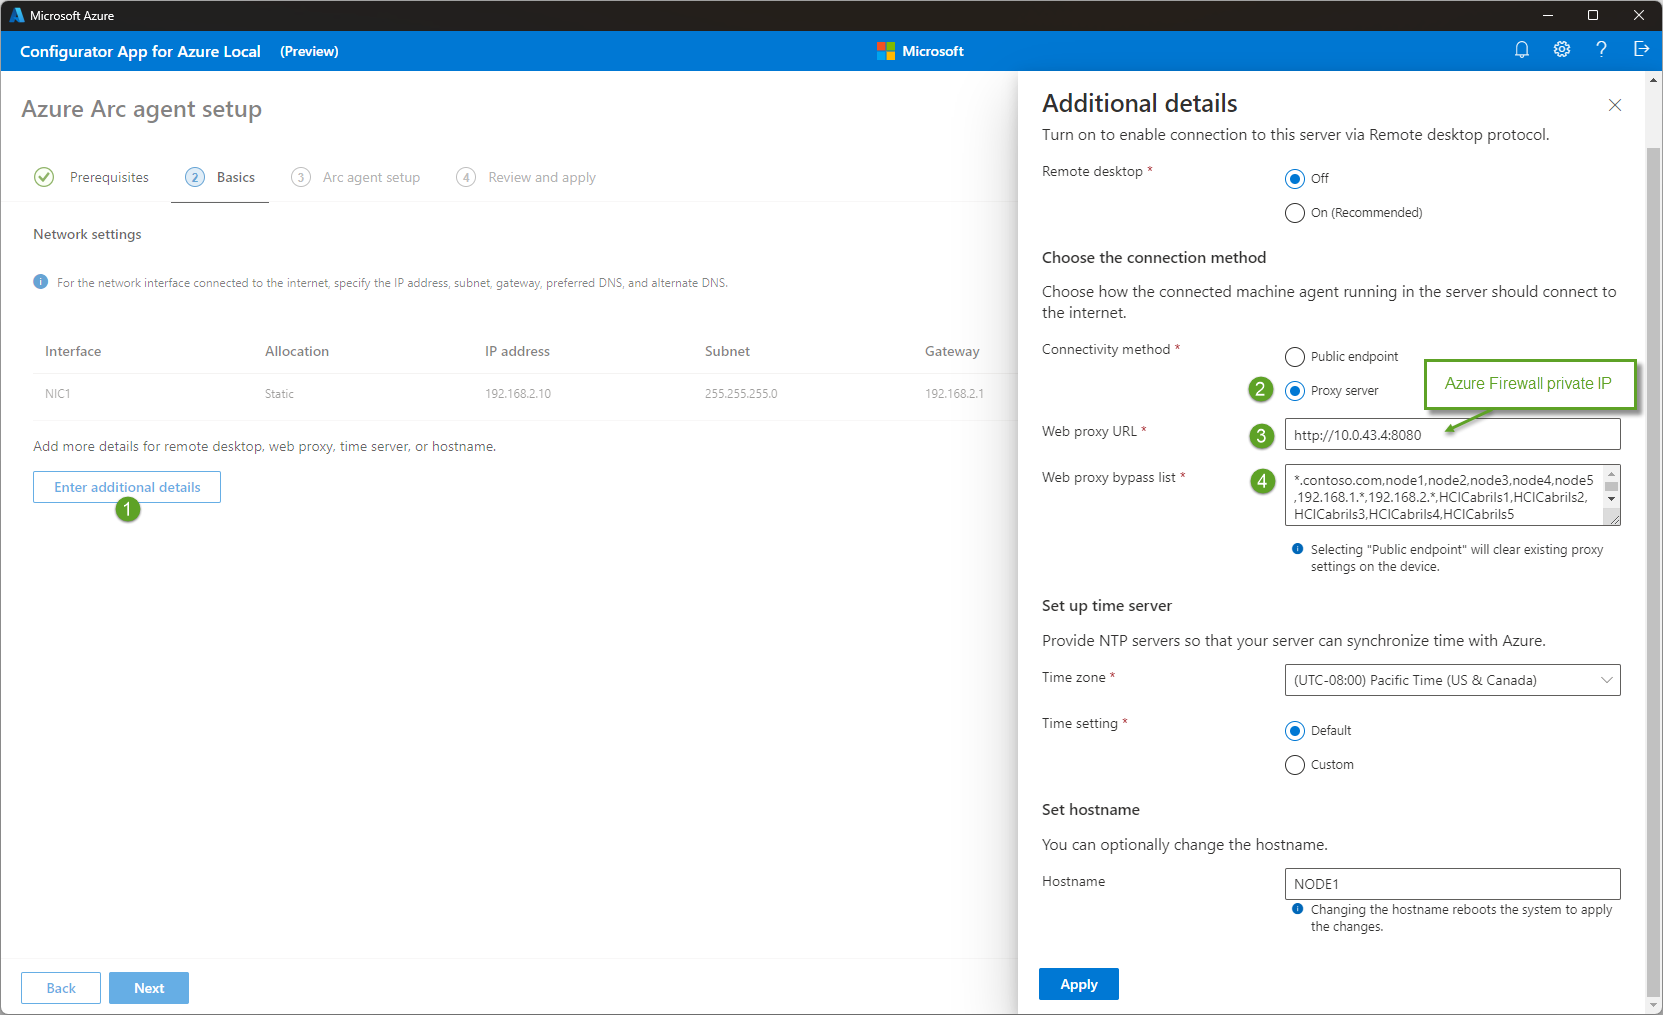 Microsoft Azure
Configurator App for Azure Local (Preview)
Microsoft
?
Azure Arc agent setup
Prerequisites
2 Basics
3 Arc agent setup
4 Review and apply
Network settings
For the network interface connected to the internet, specify the IP address, subnet, gateway, preferred DNS, and alternate DNS.
Interface Allocation IP address Subnet Gateway
NIC1 Static 192.168.2.10 255.255.255.0 192.168.2.1
Add more details for remote desktop, web proxy, time server, or hostname.
Enter additional details
1
Back
Next
Additional details
Turn on to enable connection to this server via Remote desktop protocol.
Remote desktop *
Off
On (Recommended)
Choose the connection method
Choose how the connected machine agent running in the server should connect to
the internet.
Connectivity method *
Public endpoint
2 Proxy server
Azure Firewall private IP
Web proxy URL *
3 http://10.0.43.4:8080
Web proxy bypass list *
4 *.contoso.com,node1,node2,node3,node4,node5
,192.168.1.*,192.168.2.*,HCICabrils1,HCICabrils2,
HCICabrils3,HCICabrils4,HCICabrils5
Selecting "Public endpoint" will clear existing proxy
settings on the device.
Set up time server
Provide NTP servers so that your server can synchronize time with Azure.
Time zone *
(UTC-08:00) Pacific Time (US & Canada)
Time setting *
Default
Custom
Set hostname
You can optionally change the hostname.
Hostname
NODE1
Changing the hostname reboots the system to apply
the changes.
Apply